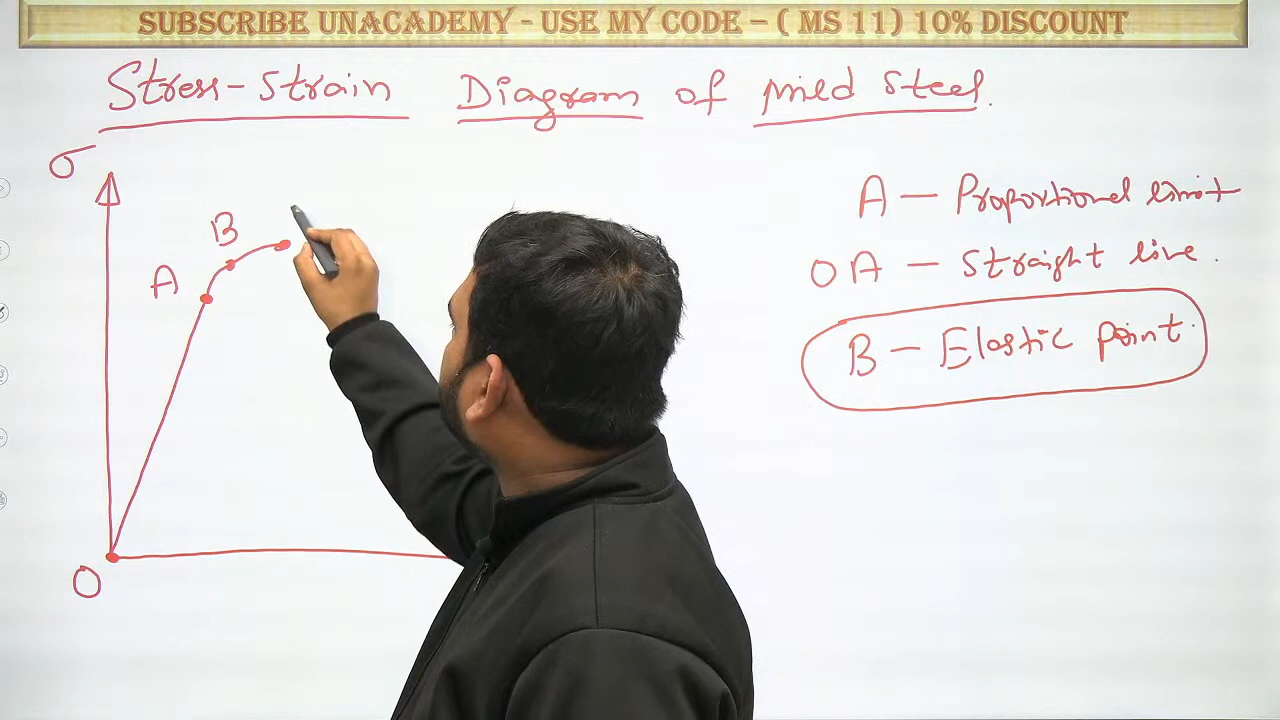 SUBSCRIBE UNACADEMY - USE MY CODE – ( MS 11) 10% DISCOUNT
Stress-Strain Diagram of mild steel.
σ
B
A
O
A — Proportional limit
OA — Straight line.
B — Elastic point.